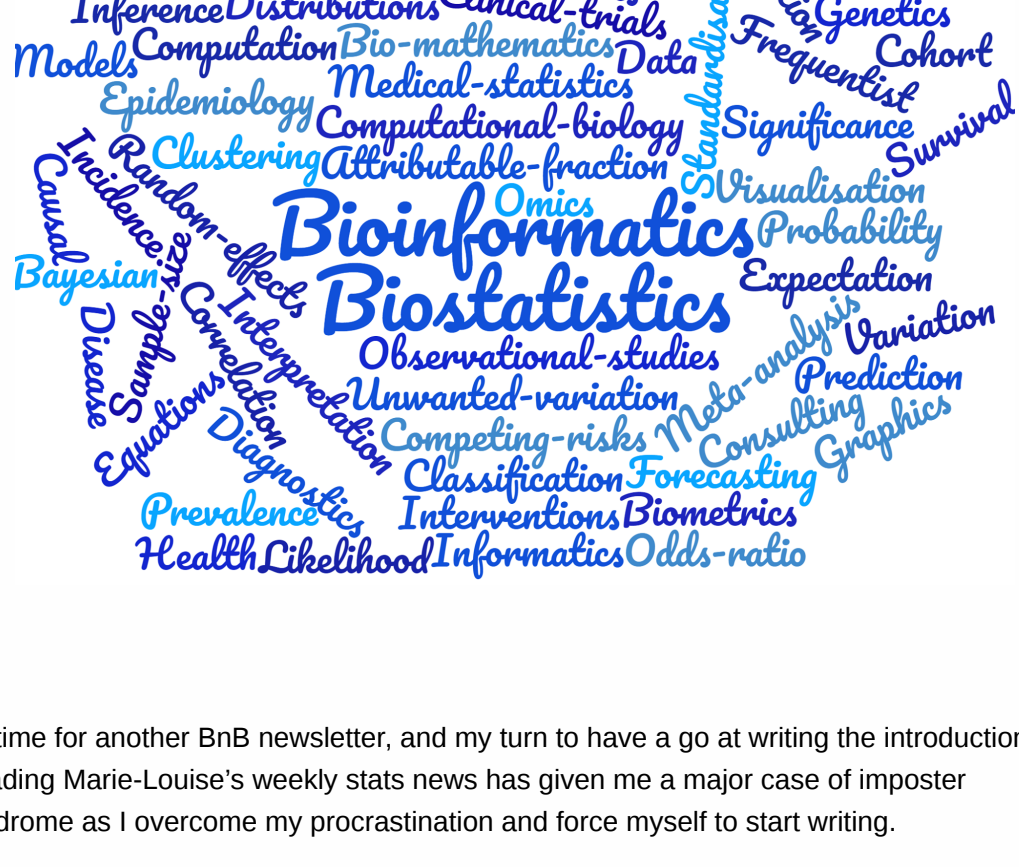 Inference Distributions Clinical-trials Genetics
Models Computation Bio-mathematics Data Frequentist Cohort
Epidemiology Medical-statistics
Computational-biology Significance Survival
Clustering Attributable-fraction
Incidence Random-effects
Causal
Omics Visualisation
Bioinformatics Probability
Bayesian Sample-size Expectation
Biostatistics
Disease Correlation Interpretation Meta-analysis Variation
Observational-studies
Unwanted-variation Prediction
Equations Competing-risks Consulting
Graphics
Diagnostics Classification Forecasting
Prevalence Interventions Biometrics
Health Likelihood Informatics Odds-ratio
time for another BnB newsletter, and my turn to have a go at writing the introduction
Marie-Louise’s weekly stats news has given me a major case of imposter
as I overcome my procrastination and force myself to start writing.